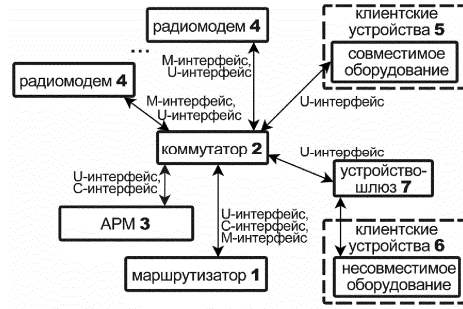 радиомодем 4
клиентские
устройства 5
совместимое
оборудование
...
радиомодем 4
М-интерфейс,
U-интерфейс
U-интерфейс
М-интерфейс,
U-интерфейс
коммутатор 2
U-интерфейс
устройство-
шлюз 7
U-интерфейс,
С-интерфейс
АРМ 3
U-интерфейс,
С-интерфейс,
М-интерфейс
клиентские
устройства 6
маршрутизатор 1
несовместимое
оборудование